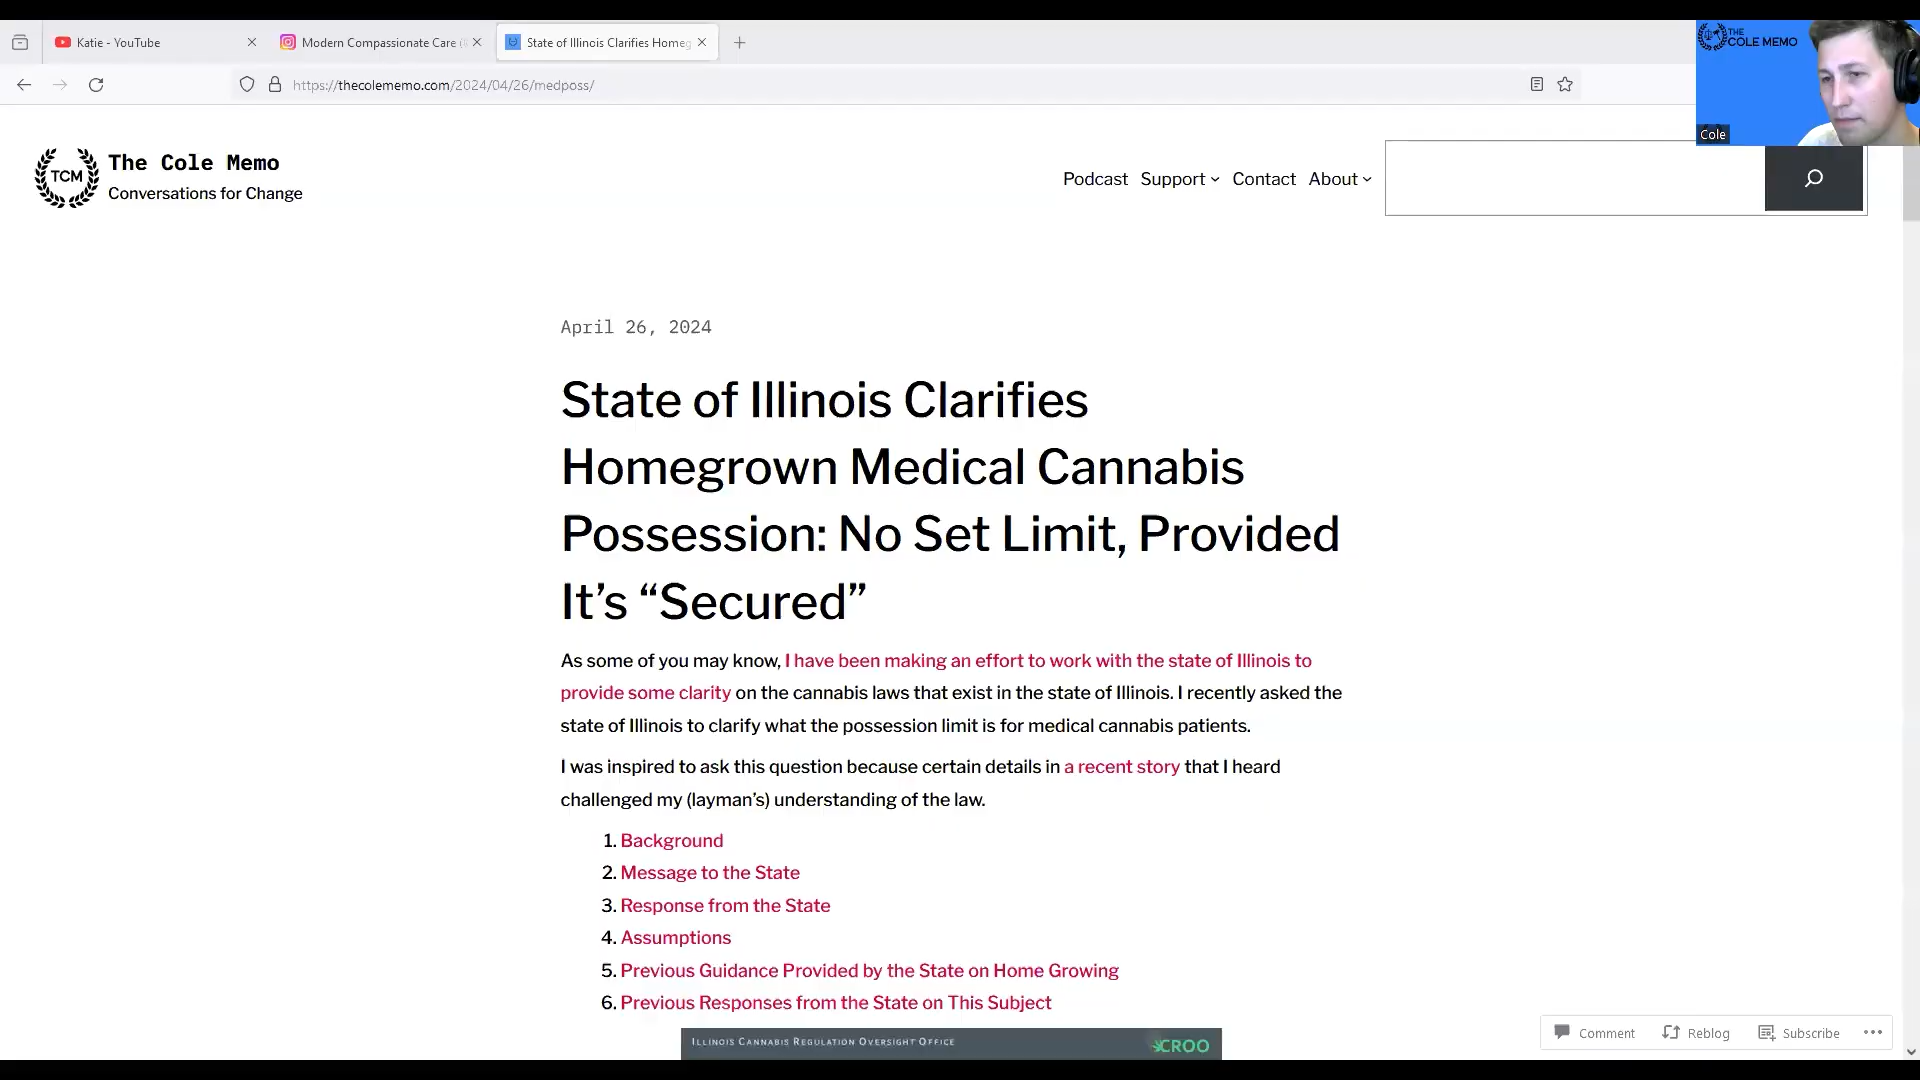 Katie - YouTube
Modern Compassionate Care (
State of Illinois Clarifies Homeg
https://thecolememo.com/2024/04/26/medposs/
THE
COLE MEMO
Cole
TCM
The Cole Memo
Conversations for Change
Podcast Support Contact About
April 26, 2024
State of Illinois Clarifies
Homegrown Medical Cannabis
Possession: No Set Limit, Provided
It’s “Secured”
As some of you may know, I have been making an effort to work with the state of Illinois to
provide some clarity on the cannabis laws that exist in the state of Illinois. I recently asked the
state of Illinois to clarify what the possession limit is for medical cannabis patients.
I was inspired to ask this question because certain details in a recent story that I heard
challenged my (layman’s) understanding of the law.
1. Background
2. Message to the State
3. Response from the State
4. Assumptions
5. Previous Guidance Provided by the State on Home Growing
6. Previous Responses from the State on This Subject
ILLINOIS CANNABIS REGULATION OVERSIGHT OFFICE
CROO
Comment Reblog Subscribe